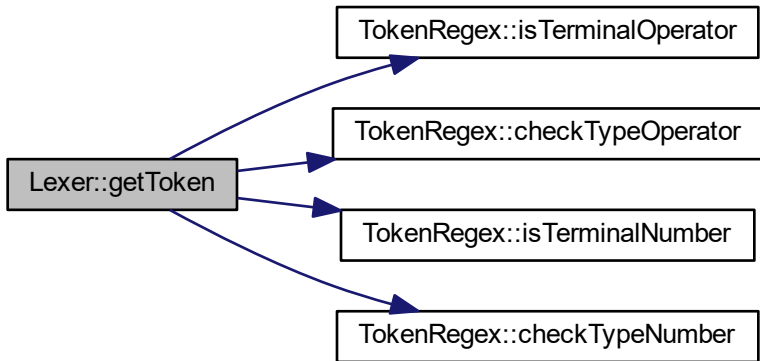 TokenRegex::isTerminalOperator
TokenRegex::checkTypeOperator
Lexer::getToken
TokenRegex::isTerminalNumber
TokenRegex::checkTypeNumber